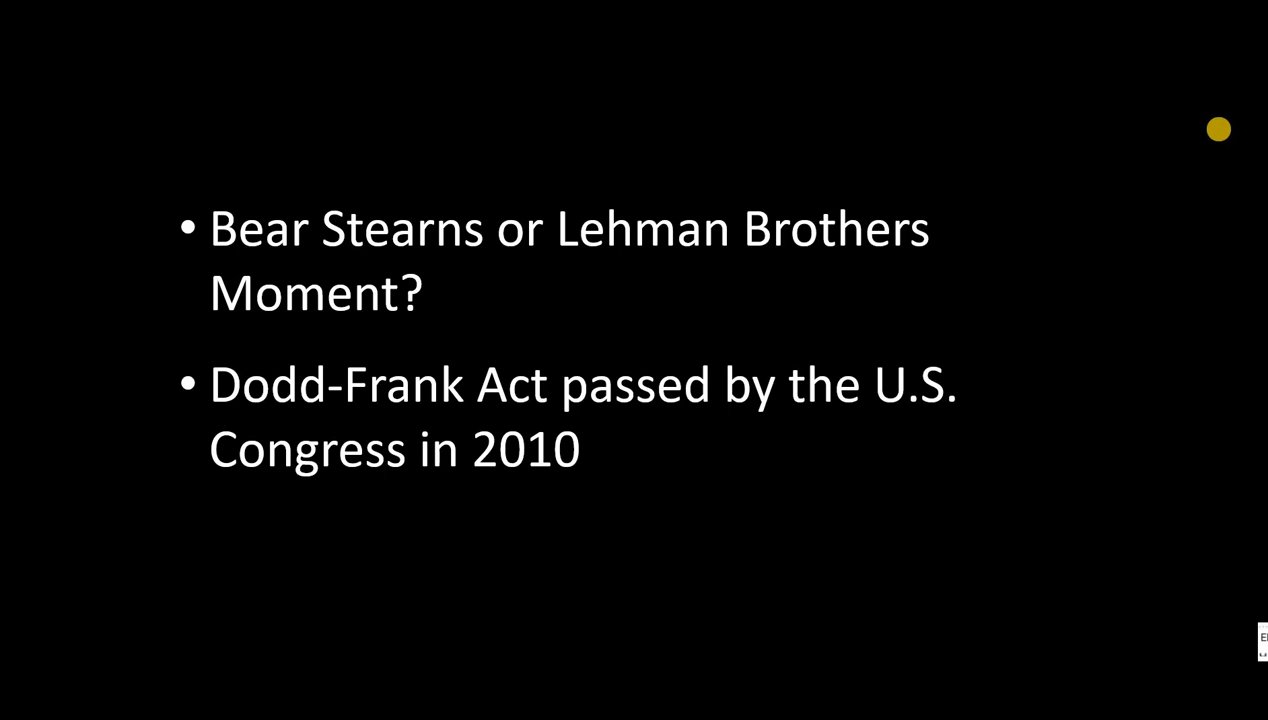 • Bear Stearns or Lehman Brothers
Moment?
• Dodd-Frank Act passed by the U.S.
Congress in 2010